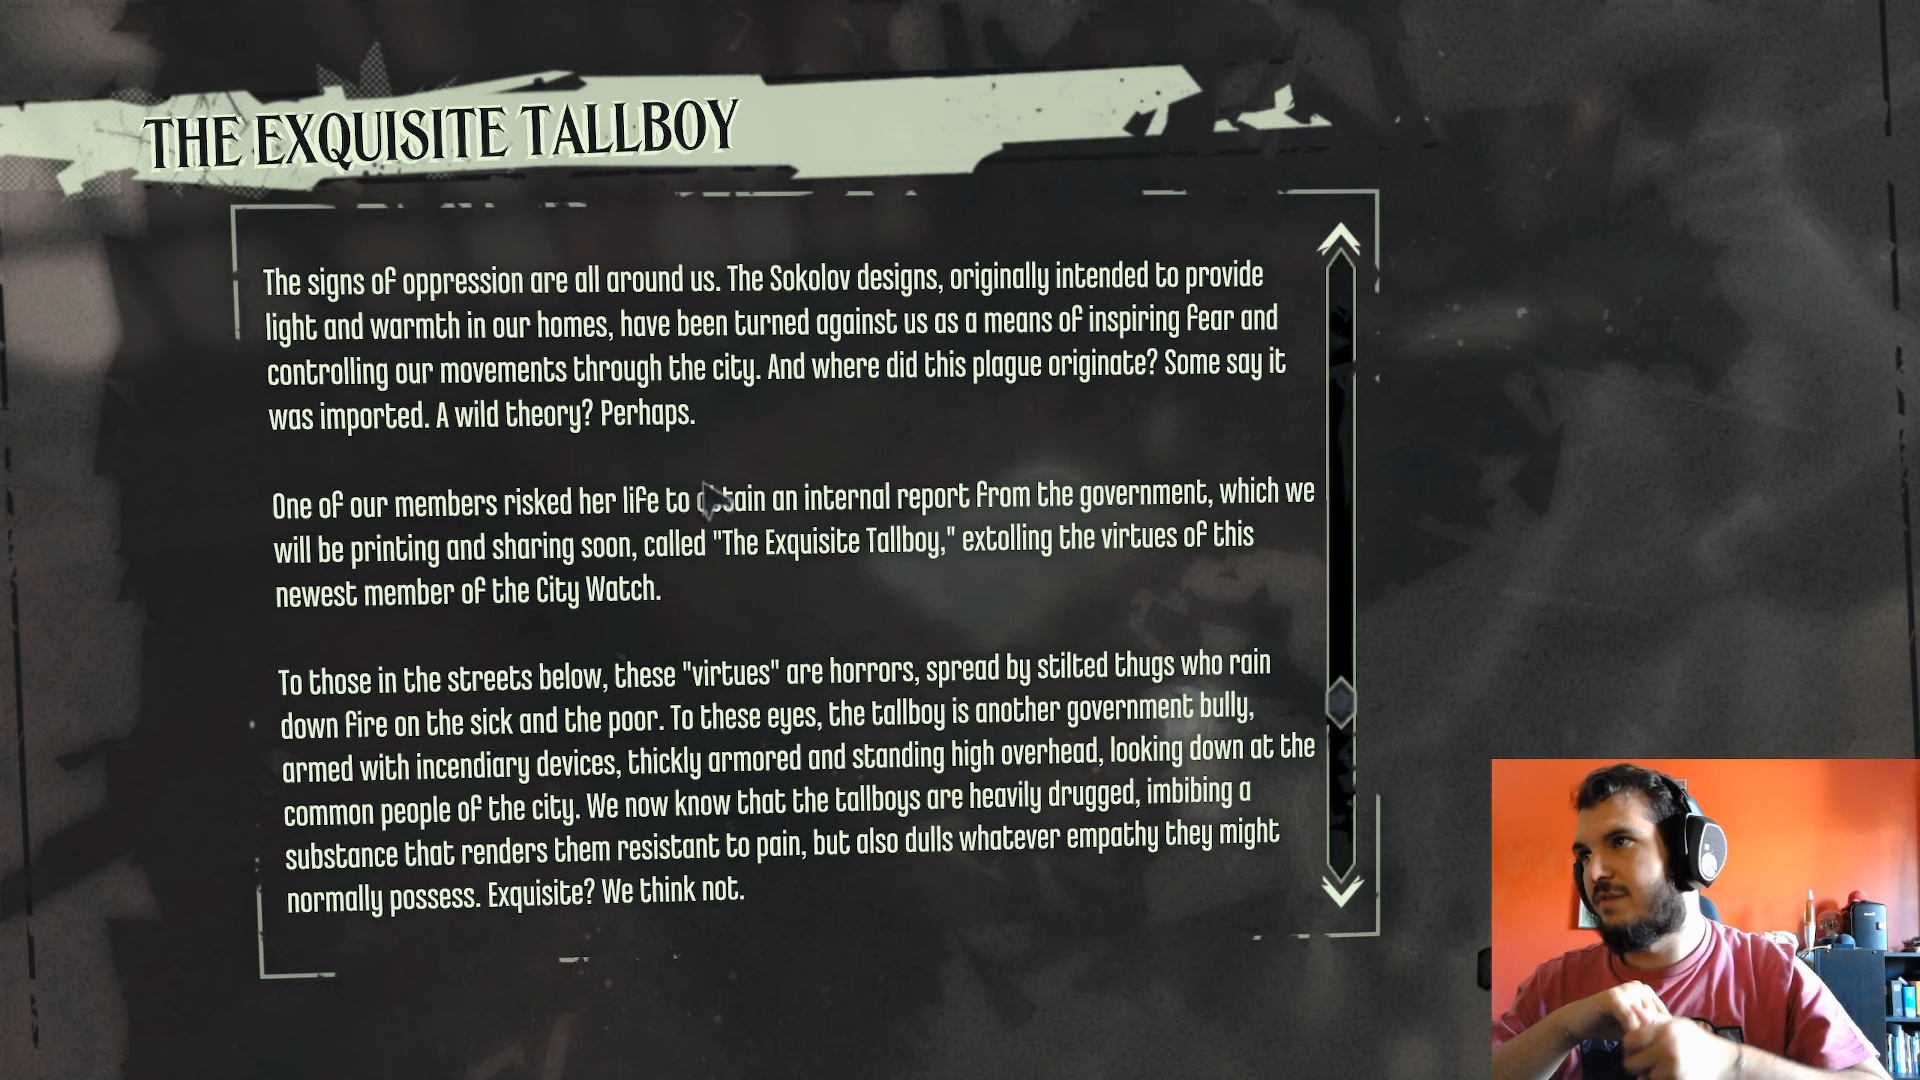 THE EXQUISITE TALLBOY
The signs of oppression are all around us. The Sokolov designs, originally intended to provide
light and warmth in our homes, have been turned against us as a means of inspiring fear and
controlling our movements through the city. And where did this plague originate? Some say it
was imported. A wild theory? Perhaps.
One of our members risked her life to obtain an internal report from the government, which we
will be printing and sharing soon, called "The Exquisite Tallboy," extolling the virtues of this
newest member of the City Watch.
To those in the streets below, these "virtues" are horrors, spread by stilted thugs who rain
down fire on the sick and the poor. To these eyes, the tallboy is another government bully,
armed with incendiary devices, thickly armored and standing high overhead, looking down at the
common people of the city. We now know that the tallboys are heavily drugged, imbibing a
substance that renders them resistant to pain, but also dulls whatever empathy they might
normally possess. Exquisite? We think not.